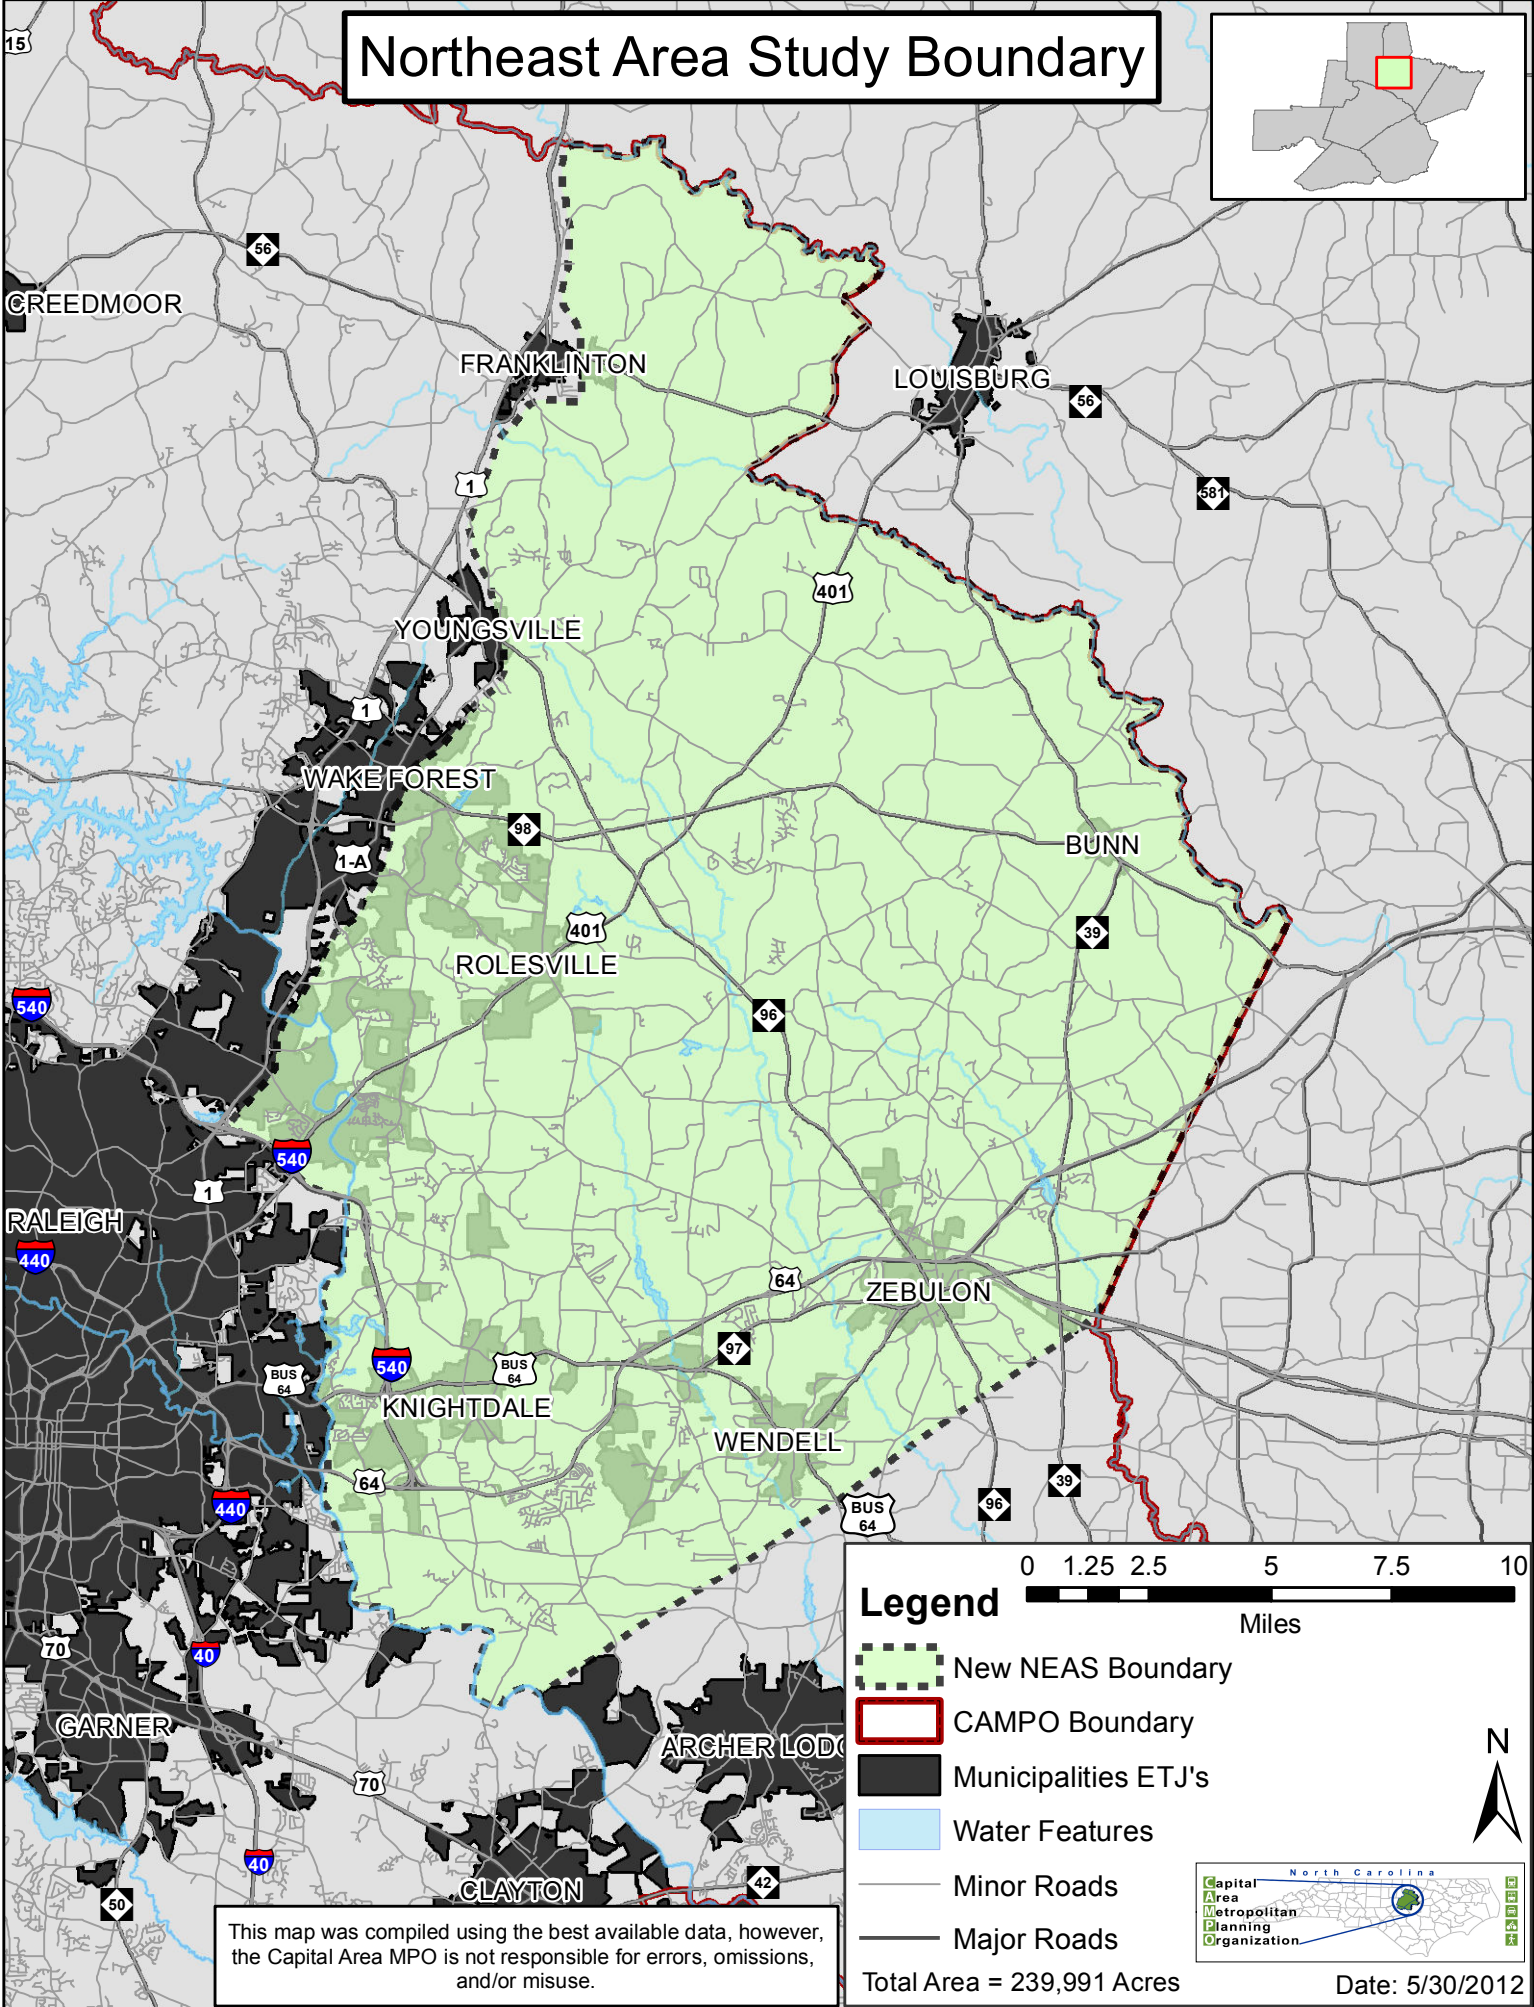 Northeast Area Study Boundary
15
56
CREEDMOOR
FRANKLINTON
LOUISBURG
56
1
581
401
YOUNGSVILLE
1
WAKE FOREST
98
1-A
BUNN
401
39
ROLESVILLE
540
96
540
1
RALEIGH
440
64
ZEBULON
97
540
BUS
64
BUS
64
KNIGHTDALE
WENDELL
64
39
96
440
BUS
64
70
40
GARNER
ARCHER LODG
70
40
CLAYTON
42
50
Legend
0 1.25 2.5 5 7.5 10
Miles
New NEAS Boundary
CAMPO Boundary
Municipalities ETJ's
Water Features
Minor Roads
Major Roads
Total Area = 239,991 Acres
N
North Carolina
Capital
Area
Metropolitan
Planning
Organization
Date: 5/30/2012
This map was compiled using the best available data, however,
the Capital Area MPO is not responsible for errors, omissions,
and/or misuse.